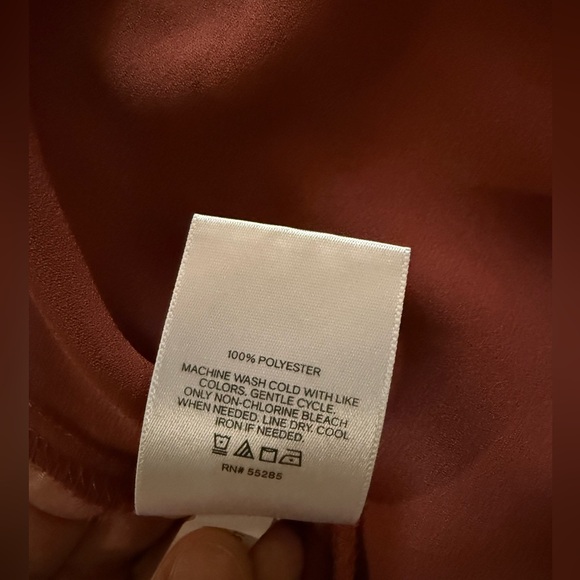 100% POLYESTER
MACHINE WASH COLD WITH LIKE
COLORS. GENTLE CYCLE.
ONLY NON-CHLORINE BLEACH
WHEN NEEDED. LINE DRY. COOL
IRON IF NEEDED.
RN# 55285